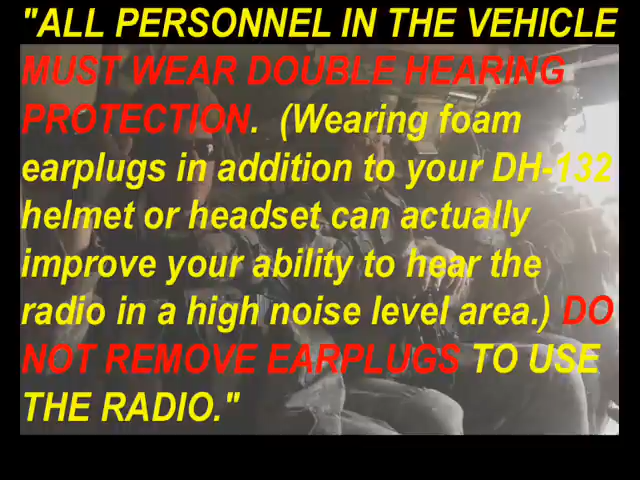 "ALL PERSONNEL IN THE VEHICLE
MUST WEAR DOUBLE HEARING
PROTECTION.  (Wearing foam
earplugs in addition to your DH-132
helmet or headset can actually
improve your ability to hear the
radio in a high noise level area.) DO
NOT REMOVE EARPLUGS TO USE
THE RADIO."